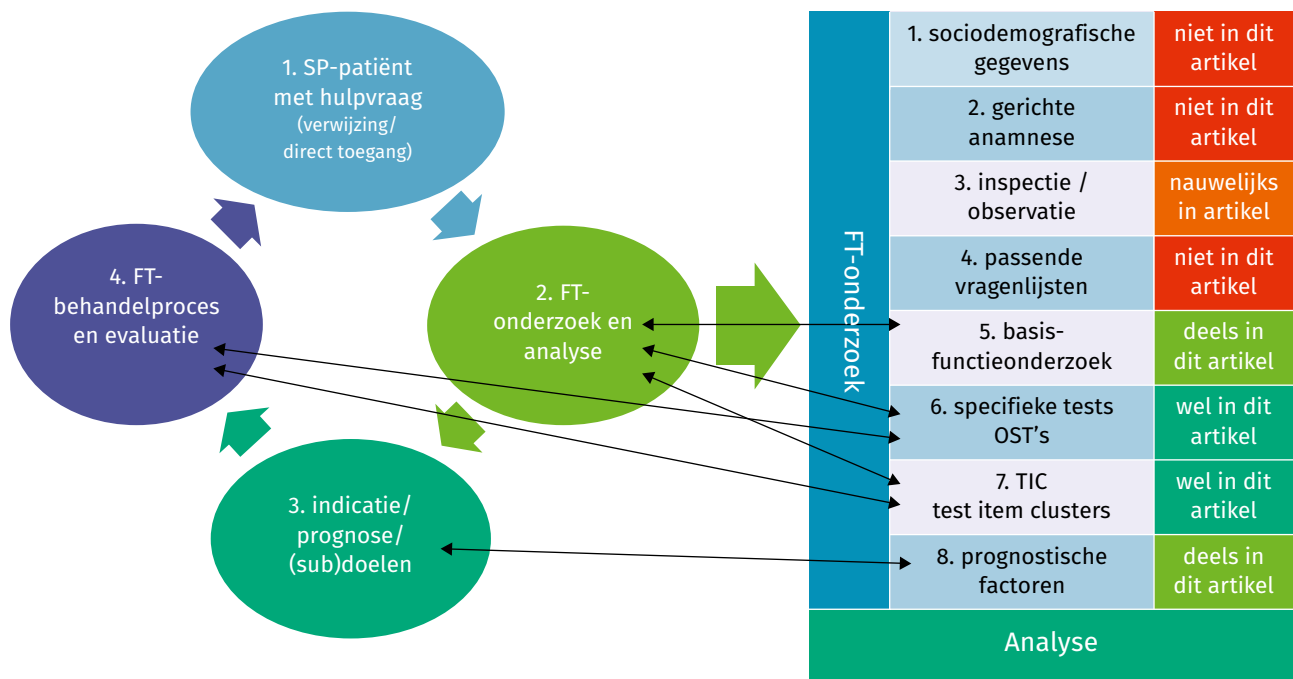 1. SP-patiënt
met hulpvraag
(verwijzing/
direct toegang)
2. FT-
onderzoek en
analyse
3. indicatie/
prognose/
(sub)doelen
4. FT-
behandelproces
en evaluatie
FT-onderzoek
1. sociodemografische
gegevens
niet in dit
artikel
2. gerichte
anamnese
niet in dit
artikel
3. inspectie /
observatie
nauwelijks
in artikel
4. passende
vragenlijsten
niet in dit
artikel
5. basis-
functieonderzoek
deels in
dit artikel
6. specifieke tests
OST's
wel in dit
artikel
7. TIC
test item clusters
wel in dit
artikel
8. prognostische
factoren
deels in
dit artikel
Analyse